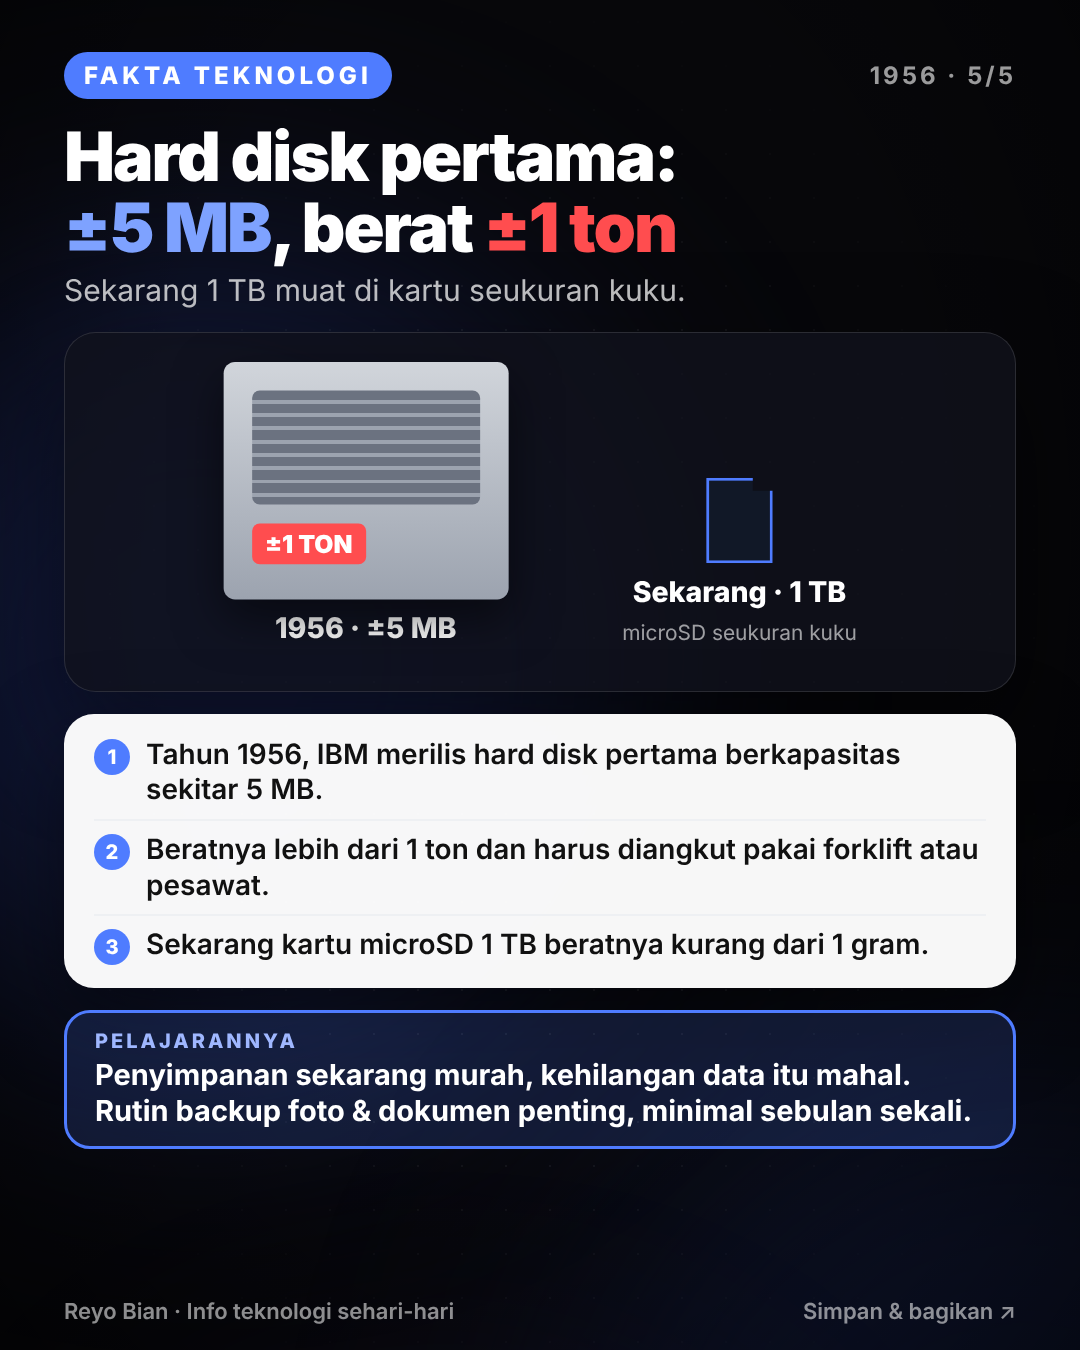 FAKTA TEKNOLOGI
1956 · 5/5
Hard disk pertama:
±5 MB, berat ±1 ton
Sekarang 1 TB muat di kartu seukuran kuku.
±1 TON
1956 · ±5 MB
Sekarang · 1 TB
microSD seukuran kuku
1 Tahun 1956, IBM merilis hard disk pertama berkapasitas
sekitar 5 MB.
2 Beratnya lebih dari 1 ton dan harus diangkut pakai forklift atau
pesawat.
3 Sekarang kartu microSD 1 TB beratnya kurang dari 1 gram.
PELAJARANNYA
Penyimpanan sekarang murah, kehilangan data itu mahal.
Rutin backup foto & dokumen penting, minimal sebulan sekali.
Reyo Bian · Info teknologi sehari-hari
Simpan & bagikan ↗